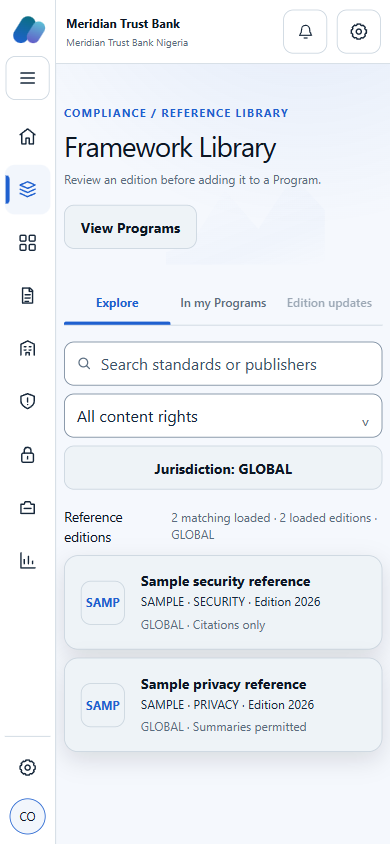 Meridian Trust Bank
Meridian Trust Bank Nigeria
COMPLIANCE / REFERENCE LIBRARY
Framework Library
Review an edition before adding it to a Program.
View Programs
Explore
In my Programs
Edition updates
Search standards or publishers
All content rights
v
Jurisdiction: GLOBAL
Reference
editions
2 matching loaded · 2 loaded editions ·
GLOBAL
SAMP
Sample security reference
SAMPLE · SECURITY · Edition 2026
GLOBAL · Citations only
SAMP
Sample privacy reference
SAMPLE · PRIVACY · Edition 2026
GLOBAL · Summaries permitted
CO